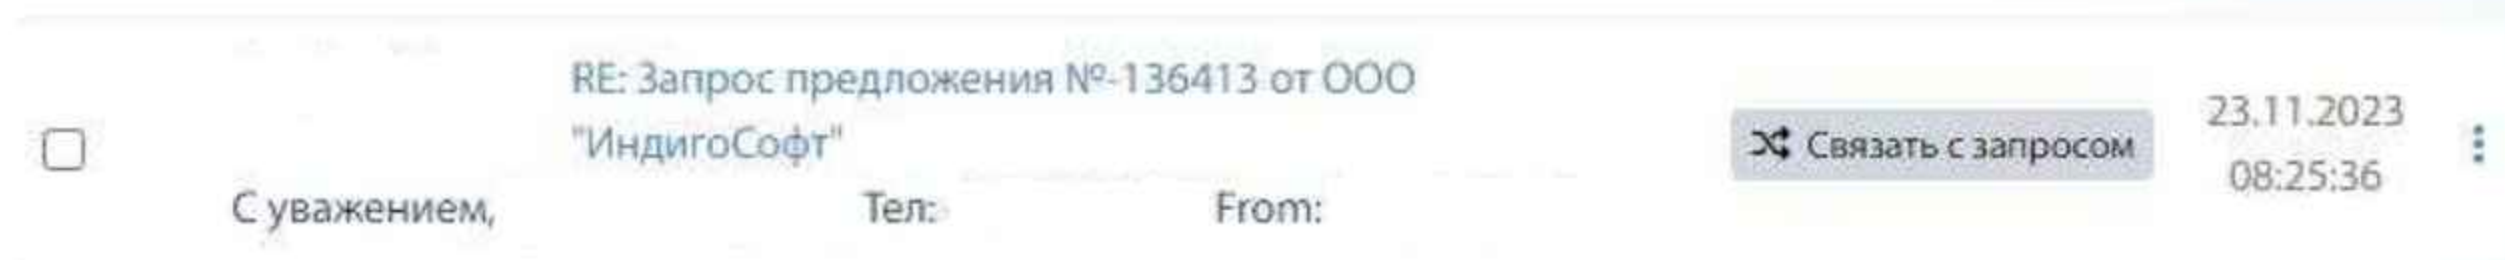 RE: Запрос предложения №-136413 от ООО
"ИндигоСофт"
Связать с запросом
23.11.2023
08:25:36
С уважением, Тел: From: